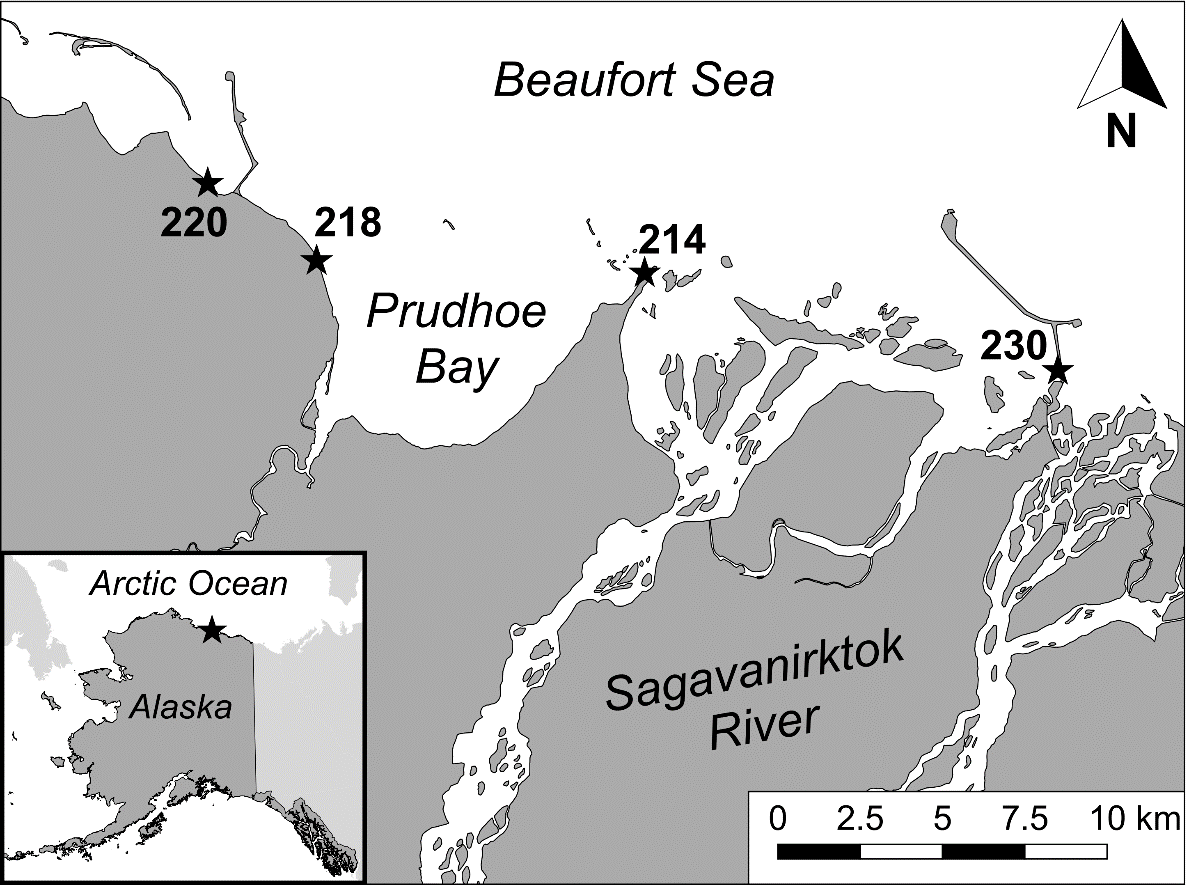 Beaufort Sea
N
220
218
214
Prudhoe
Bay
230
Arctic Ocean
Alaska
Sagavanirktok
River
0 2.5 5 7.5 10 km